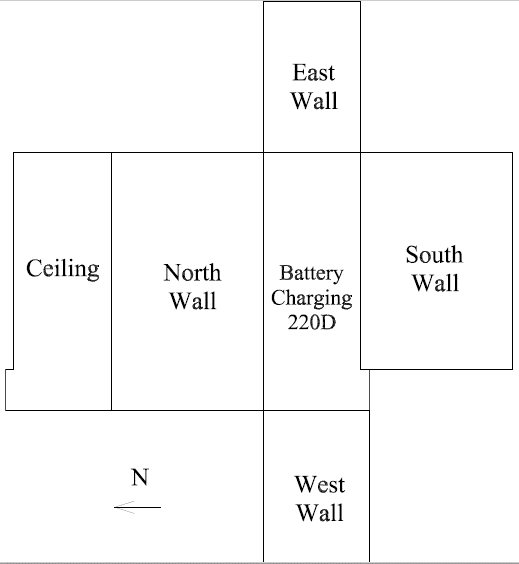 East
Wall
Ceiling
North
Wall
Battery
Charging
220D
South
Wall
N
West
Wall